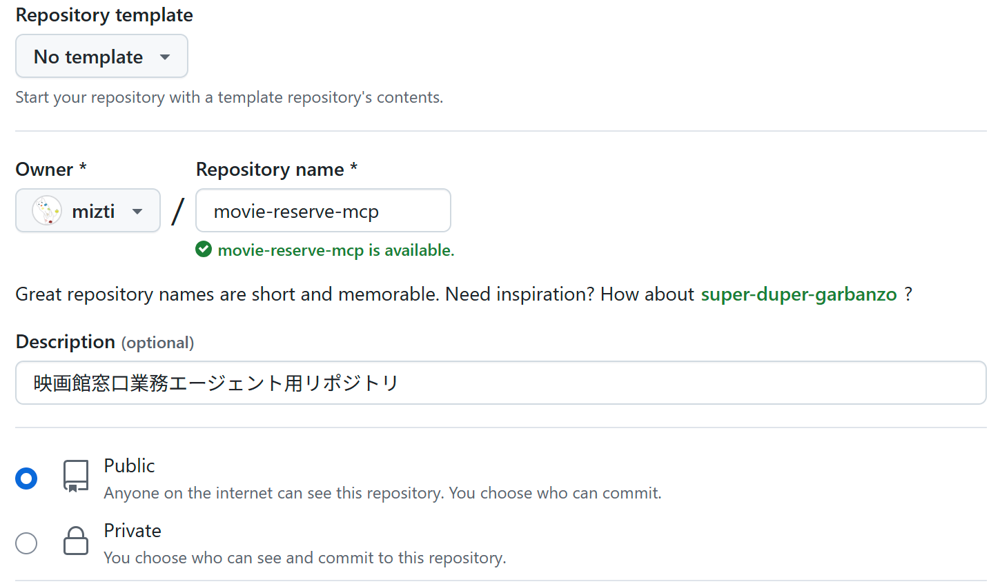 Repository template
No template
Start your repository with a template repository's contents.
Owner *
Repository name *
mizti
/
movie-reserve-mcp
movie-reserve-mcp is available.
Great repository names are short and memorable. Need inspiration? How about super-duper-garbanzo ?
Description (optional)
映画館窓口業務エージェント用リポジトリ
Public
Anyone on the internet can see this repository. You choose who can commit.
Private
You choose who can see and commit to this repository.